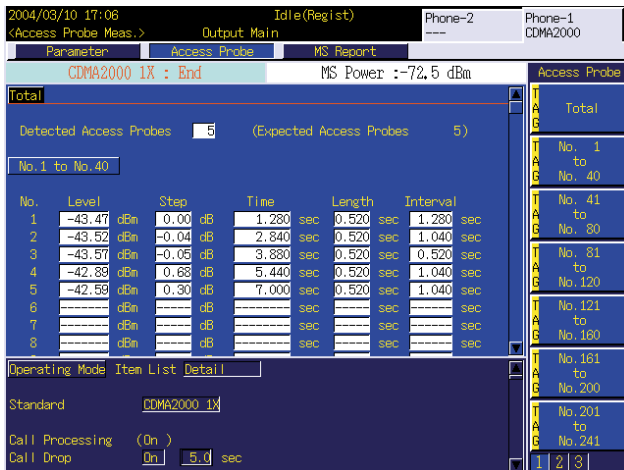 2004/03/10 17:06 Idle(Regist) Phone-2 Phone-1
<Access Probe Meas.> Output Main --- CDMA2000
Parameter Access Probe MS Report
CDMA2000 1X : End MS Power :-72.5 dBm Access Probe
Total
Detected Access Probes 5 (Expected Access Probes 5)
No.1 to No.40
No. Level Step Time Length Interval
1 -43.47 dBm 0.00 dB 1.280 sec 0.520 sec 1.280 sec
2 -43.52 dBm -0.04 dB 2.840 sec 0.520 sec 1.040 sec
3 -43.57 dBm -0.05 dB 3.880 sec 0.520 sec 0.520 sec
4 -42.89 dBm 0.68 dB 5.440 sec 0.520 sec 1.040 sec
5 -42.59 dBm 0.30 dB 7.000 sec 0.520 sec 1.040 sec
6 ------ dBm ----- dB ------- sec ----- sec ------ sec
7 ------ dBm ----- dB ------- sec ----- sec ------ sec
8 ------ dBm ----- dB ------- sec ----- sec ------ sec
Operating Mode Item List Detail
Standard CDMA2000 1X
Call Processing (On )
Call Drop On 5.0 sec
TAG Total
TAG No. 1 to No. 40
TAG No. 41 to No. 80
TAG No. 81 to No.120
TAG No.121 to No.160
TAG No.161 to No.200
TAG No.201 to No.241
1 2 3